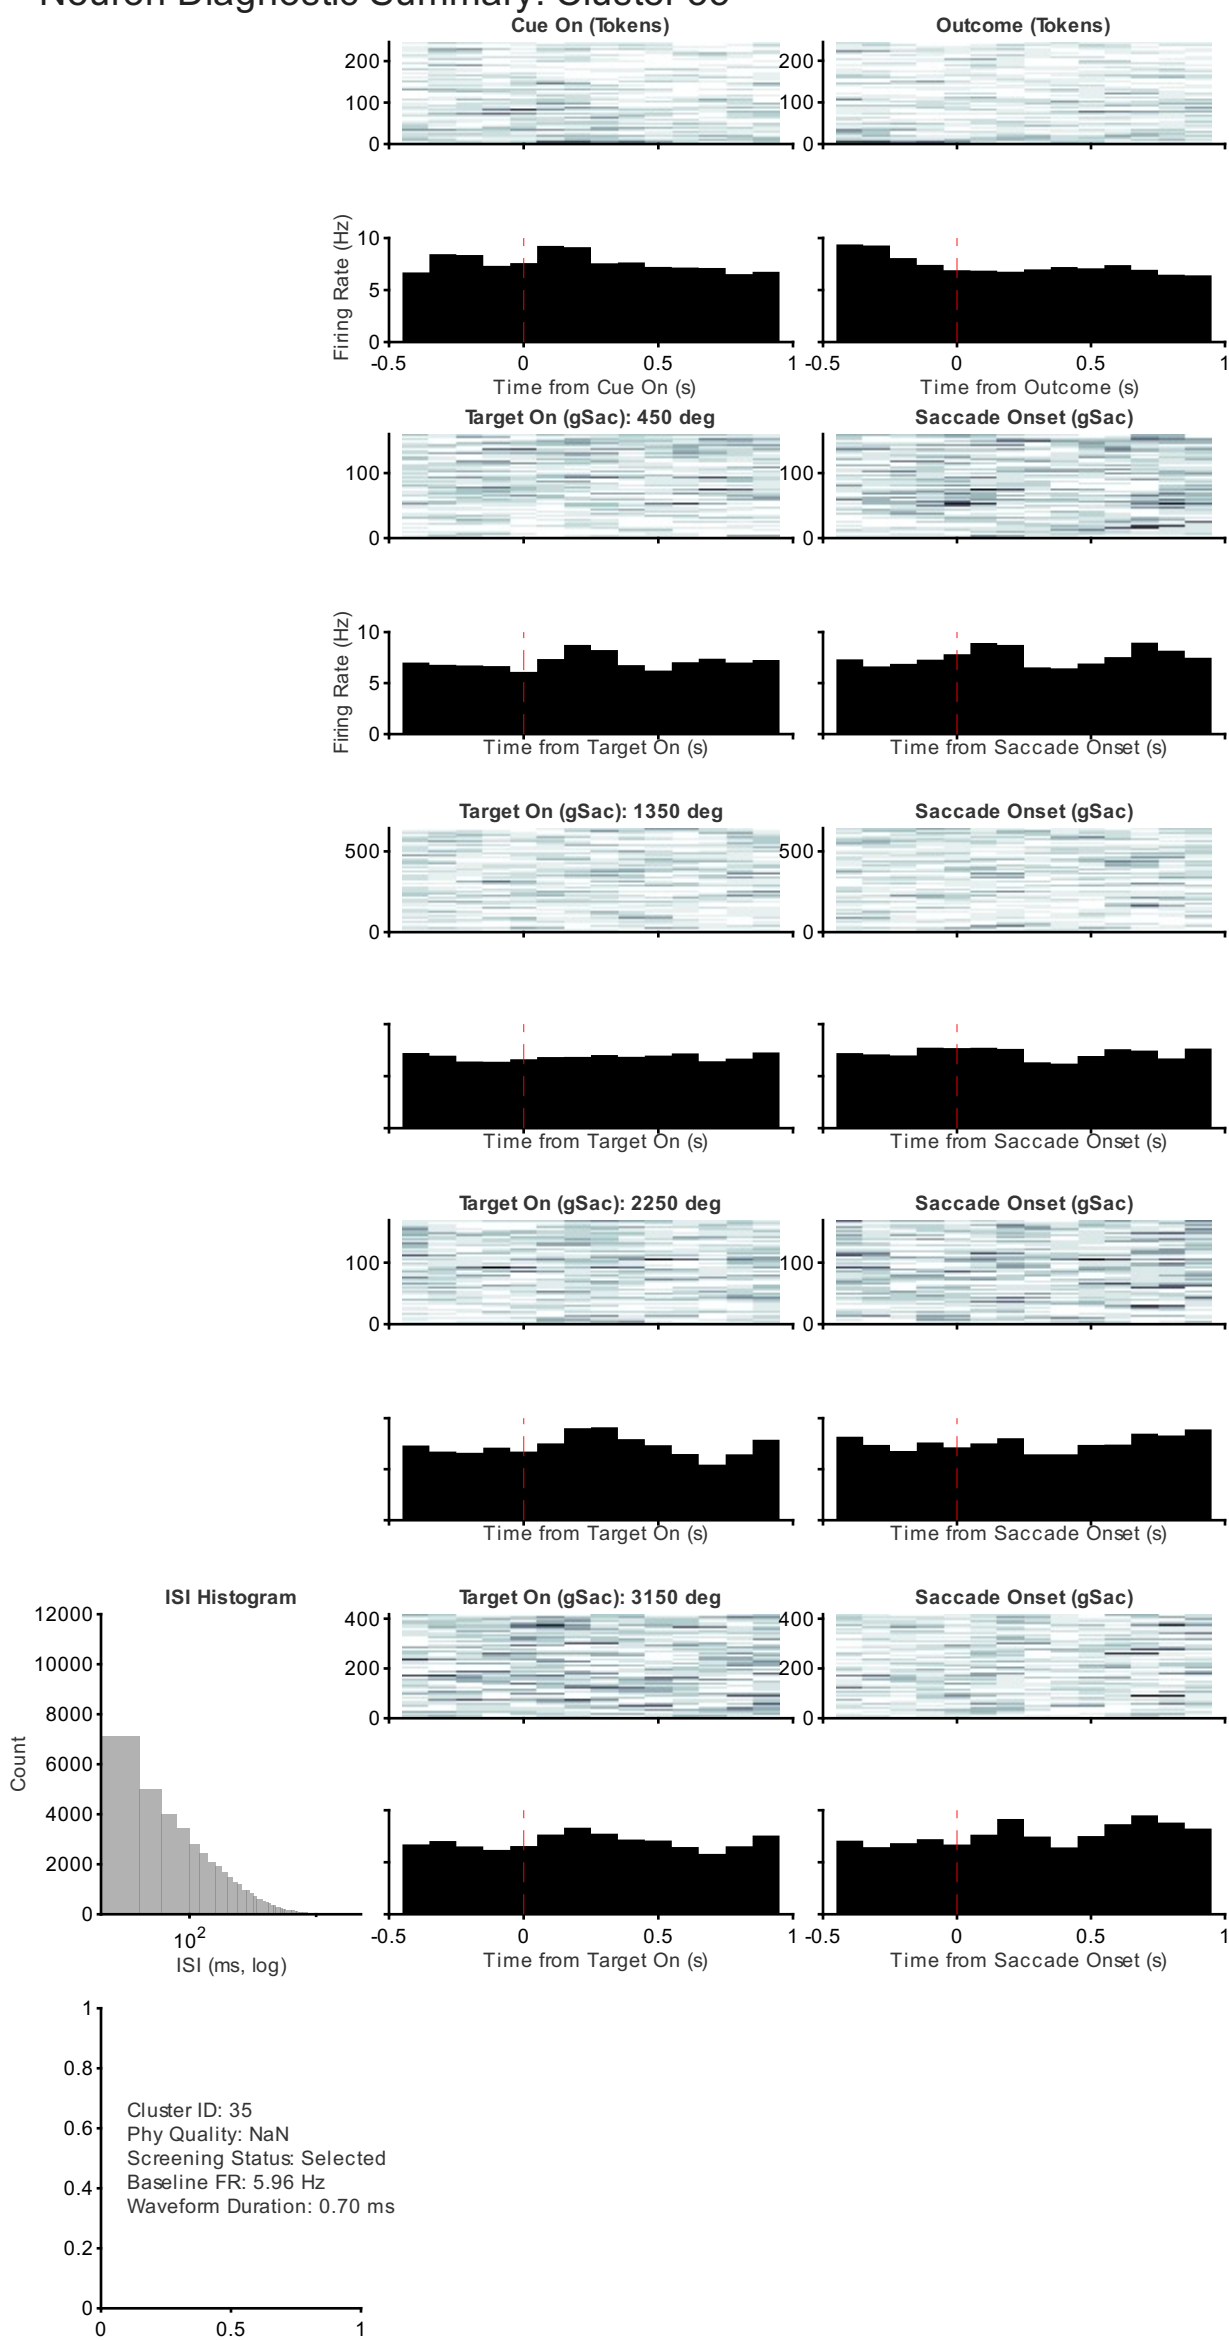 Cue On (Tokens)
Outcome (Tokens)
200
100
0
200
100
0
Firing Rate (Hz)
10
5
0
-0.5
0
0.5
1
-0.5
0
0.5
1
Time from Cue On (s)
Time from Outcome (s)
Target On (gSac): 450 deg
Saccade Onset (gSac)
100
0
100
0
Firing Rate (Hz)
10
5
0
Time from Target On (s)
Time from Saccade Onset (s)
Target On (gSac): 1350 deg
Saccade Onset (gSac)
500
0
500
0
Time from Target On (s)
Time from Saccade Onset (s)
Target On (gSac): 2250 deg
Saccade Onset (gSac)
100
0
100
0
Time from Target On (s)
Time from Saccade Onset (s)
ISI Histogram
Target On (gSac): 3150 deg
Saccade Onset (gSac)
12000
10000
8000
6000
4000
2000
0
Count
10^2
ISI (ms, log)
400
200
0
400
200
0
-0.5
0
0.5
1
-0.5
0
0.5
1
Time from Target On (s)
Time from Saccade Onset (s)
1
0.8
0.6
0.4
0.2
0
Cluster ID: 35
Phy Quality: NaN
Screening Status: Selected
Baseline FR: 5.96 Hz
Waveform Duration: 0.70 ms
0
0.5
1